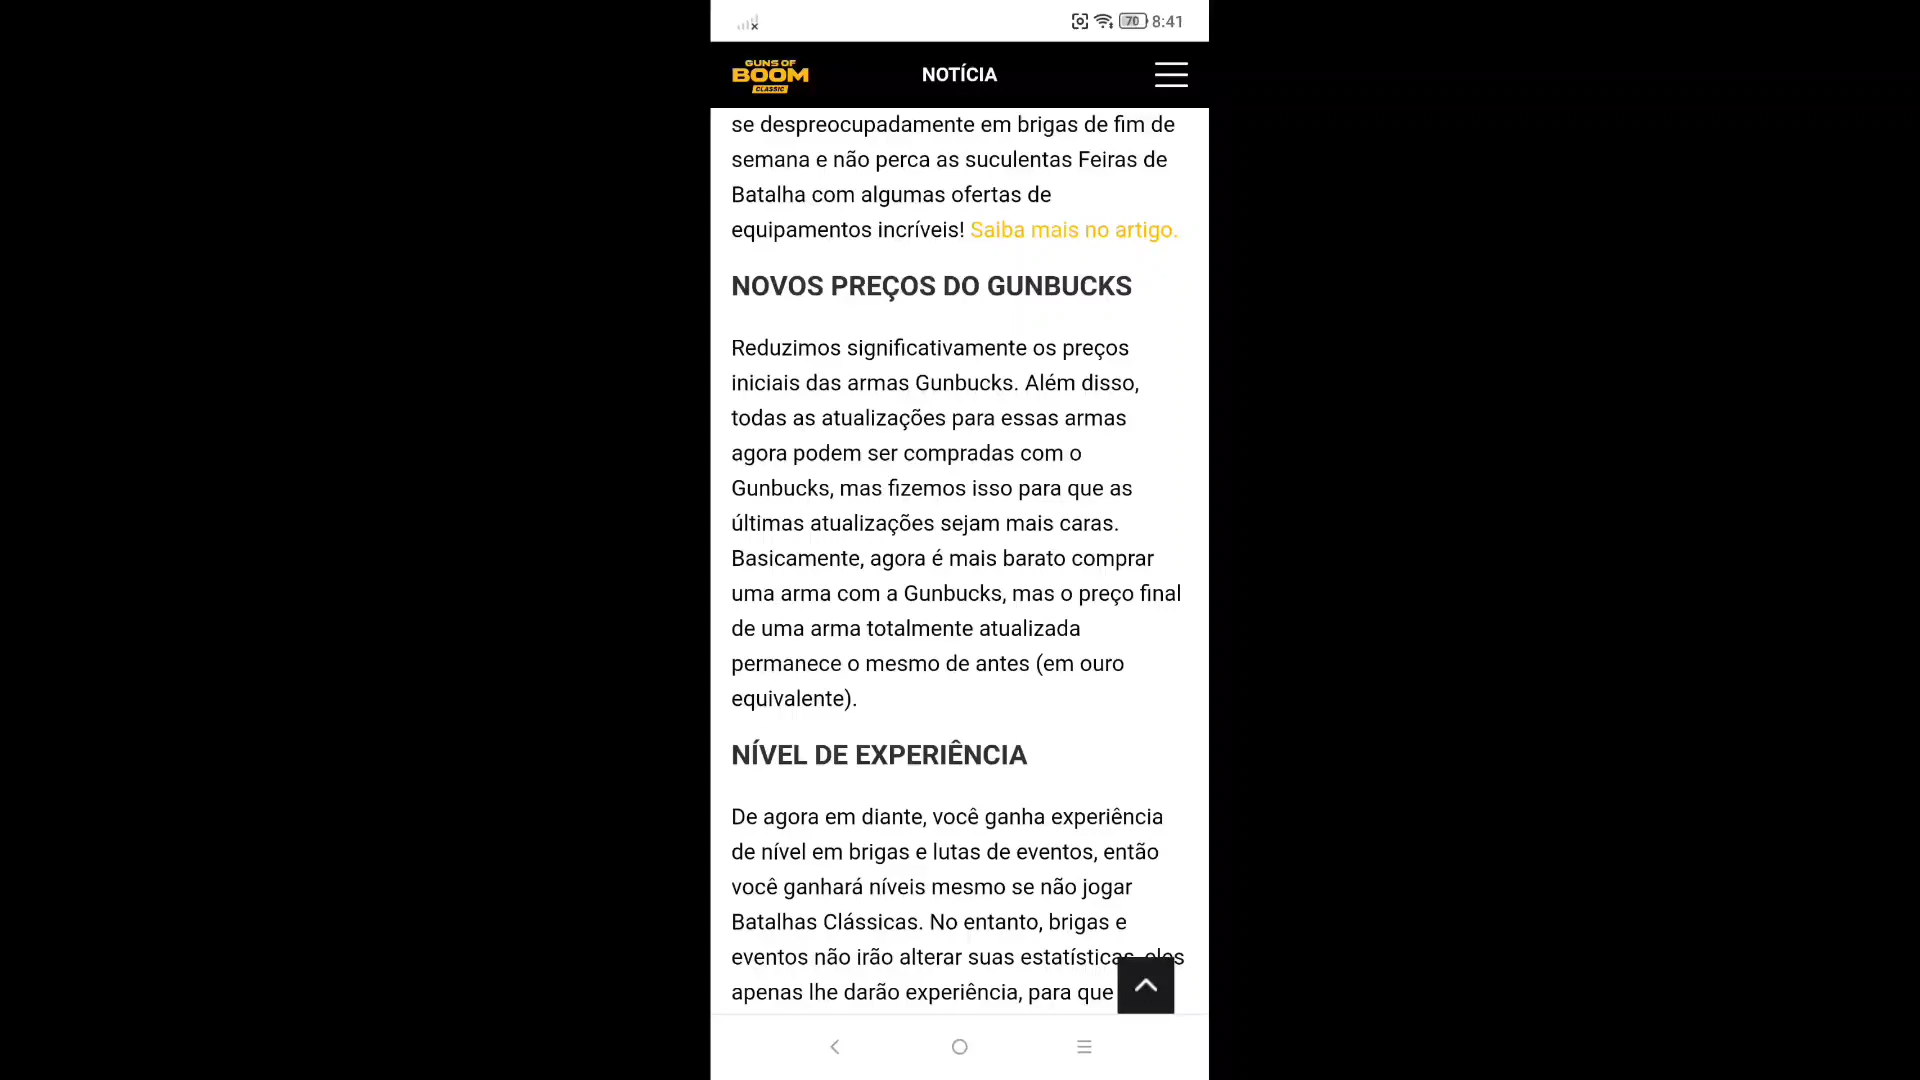 70 8:41
GUNS OF
BOOM
CLASSIC
NOTÍCIA
se despreocupadamente em brigas de fim de
semana e não perca as suculentas Feiras de
Batalha com algumas ofertas de
equipamentos incríveis! Saiba mais no artigo.
NOVOS PREÇOS DO GUNBUCKS
Reduzimos significativamente os preços
iniciais das armas Gunbucks. Além disso,
todas as atualizações para essas armas
agora podem ser compradas com o
Gunbucks, mas fizemos isso para que as
últimas atualizações sejam mais caras.
Basicamente, agora é mais barato comprar
uma arma com a Gunbucks, mas o preço final
de uma arma totalmente atualizada
permanece o mesmo de antes (em ouro
equivalente).
NÍVEL DE EXPERIÊNCIA
De agora em diante, você ganha experiência
de nível em brigas e lutas de eventos, então
você ganhará níveis mesmo se não jogar
Batalhas Clássicas. No entanto, brigas e
eventos não irão alterar suas estatísticas, eles
apenas lhe darão experiência, para que